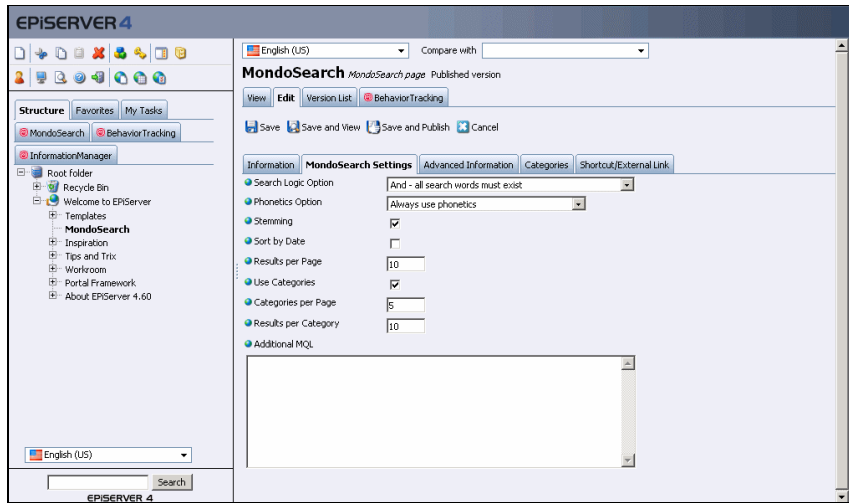 EPiSERVER 4
English (US)
Compare with
MondoSearch MondoSearch page Published version
View Edit Version List BehaviorTracking
Save Save and View Save and Publish Cancel
Structure Favorites My Tasks
MondoSearch BehaviorTracking
InformationManager
Root folder
Recycle Bin
Welcome to EPiServer
Templates
MondoSearch
Inspiration
Tips and Trix
Workroom
Portal Framework
About EPiServer 4.60
English (US)
Search
EPiSERVER 4
Information MondoSearch Settings Advanced Information Categories Shortcut/External Link
Search Logic Option And - all search words must exist
Phonetics Option Always use phonetics
Stemming
Sort by Date
Results per Page 10
Use Categories
Categories per Page 5
Results per Category 10
Additional MQL